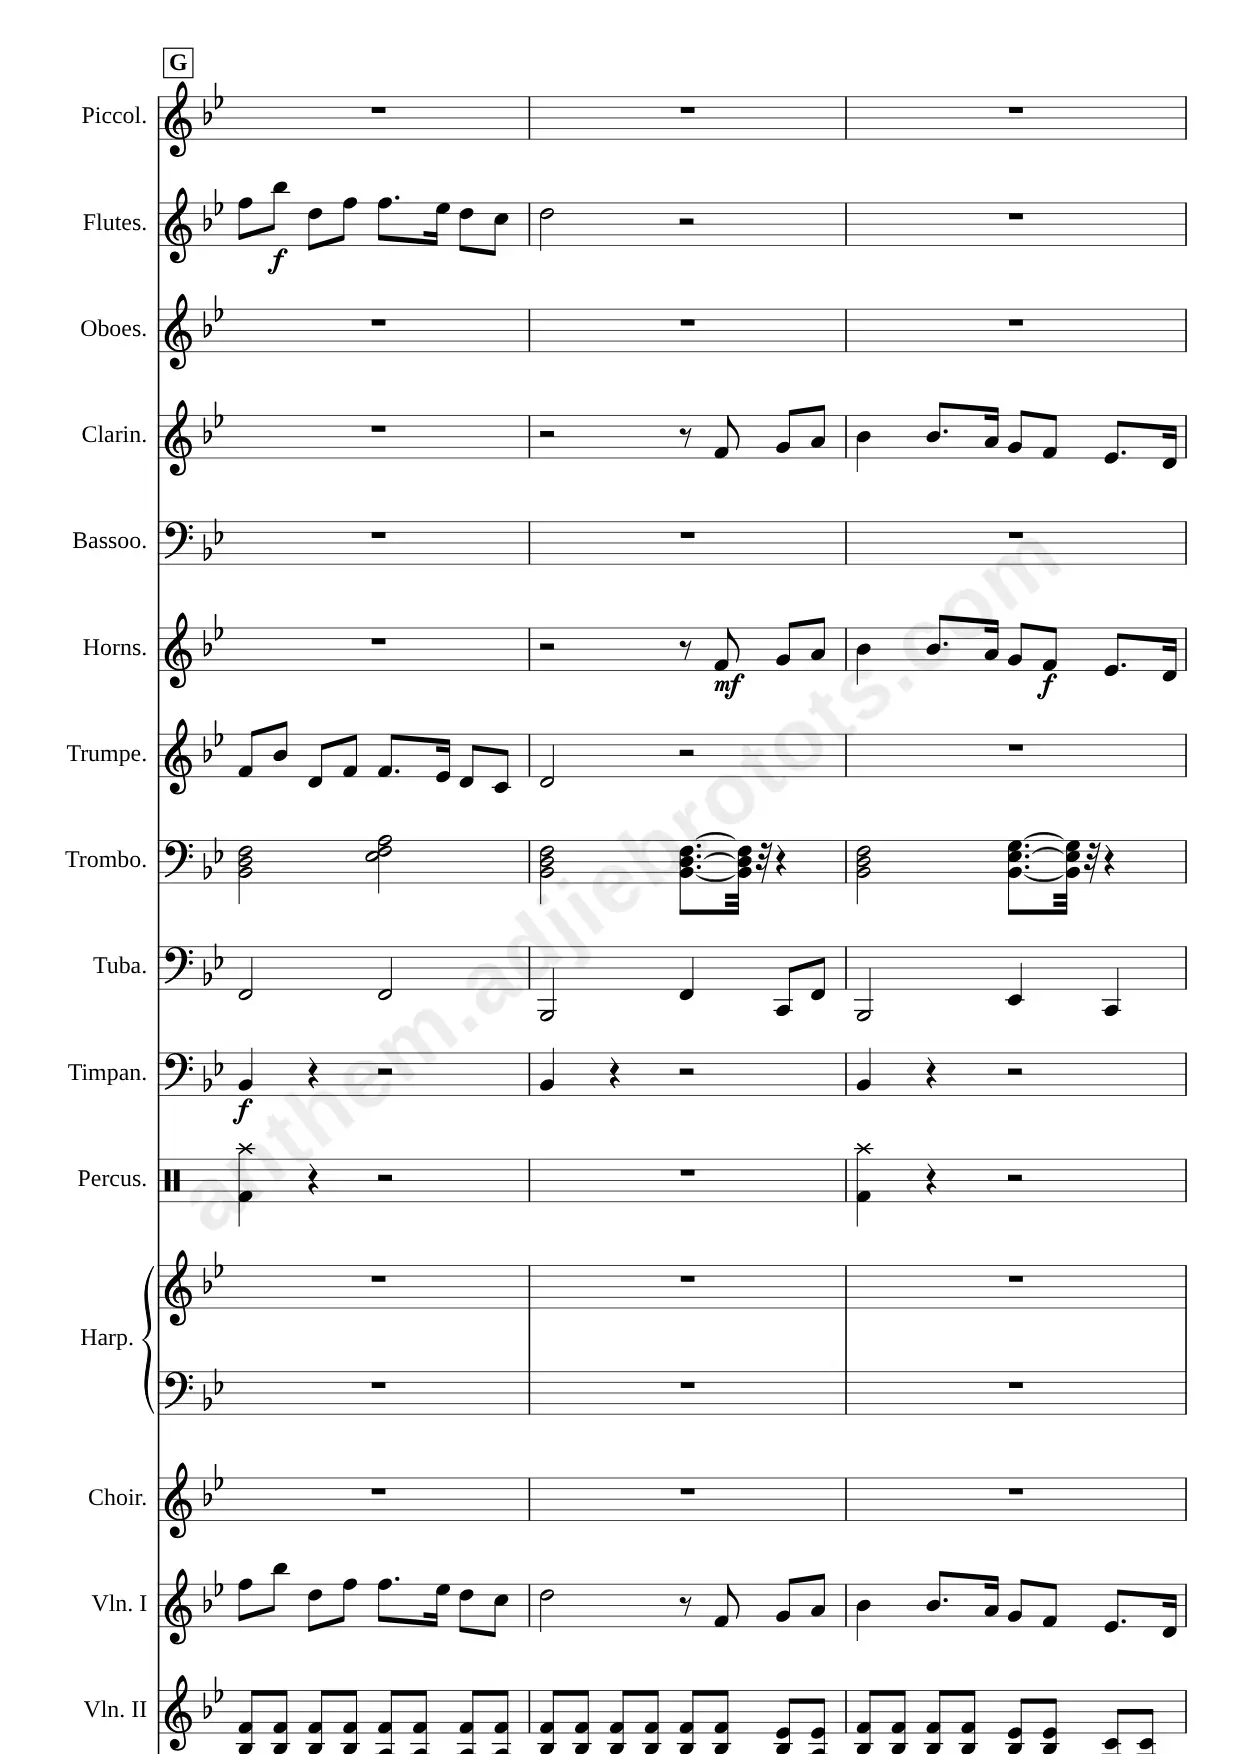 G
Piccol.
Flutes.
f
Oboes.
Clarin.
Bassoo.
Horns.
mf f
Trumpe.
Trombo.
Tuba.
Timpan.
f
Percus.
Harp.
Choir.
Vln. I
Vln. II
anthem.adjiebrotots.com